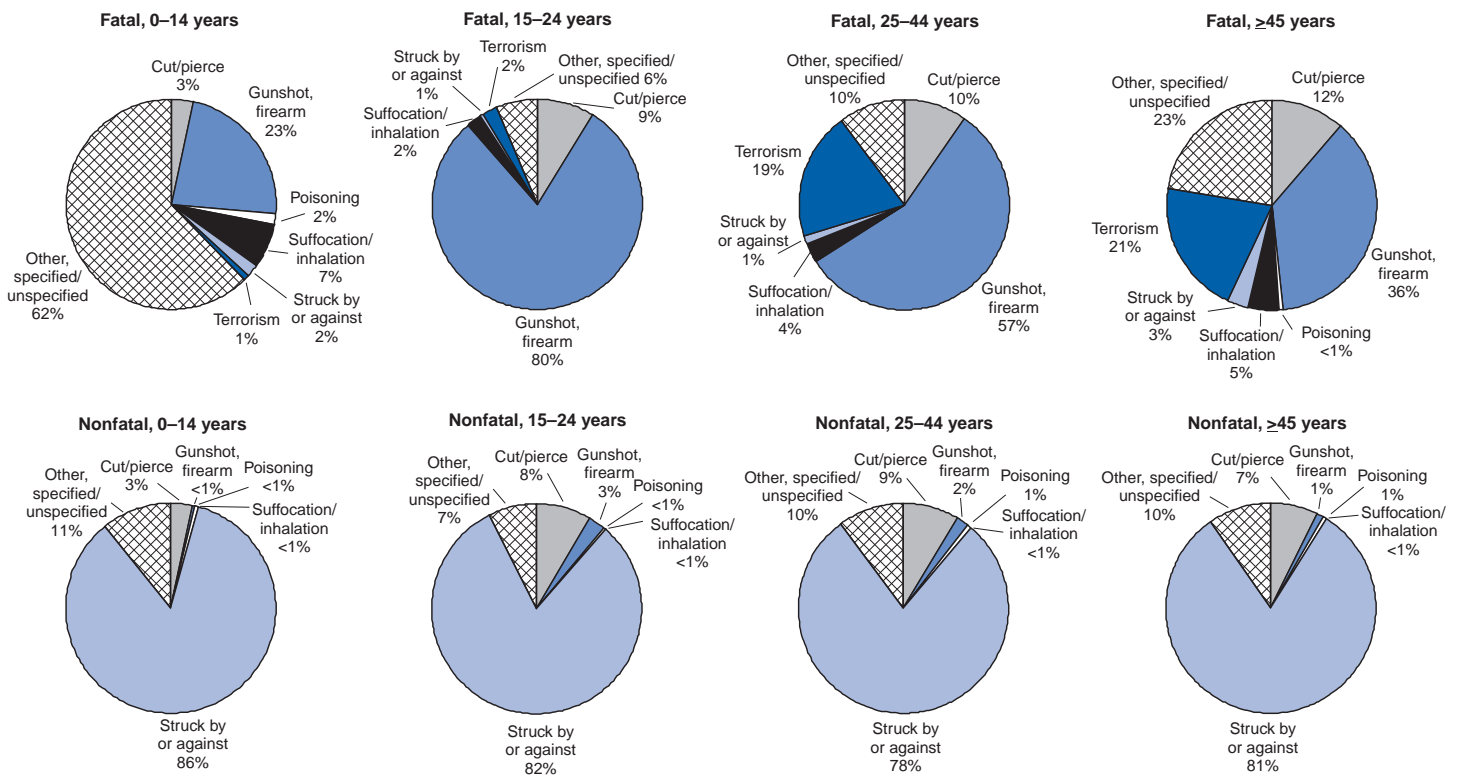 Fatal, 0–14 years
Cut/pierce
3%
Gunshot,
firearm
23%
Poisoning
2%
Suffocation/
inhalation
7%
Struck by
or against
2%
Terrorism
1%
Other,
specified/
unspecified
62%
Fatal, 15–24 years
Struck by
or against
1%
Terrorism
2%
Other, specified/
unspecified 6%
Cut/pierce
9%
Suffocation/
inhalation
2%
Gunshot,
firearm
80%
Fatal, 25–44 years
Other, specified/
unspecified
10%
Cut/pierce
10%
Terrorism
19%
Struck by
or against
1%
Suffocation/
inhalation
4%
Gunshot,
firearm
57%
Fatal, ≥45 years
Other, specified/
unspecified
23%
Cut/pierce
12%
Terrorism
21%
Gunshot,
firearm
36%
Struck by
or against
3%
Suffocation/
inhalation
5%
Poisoning
<1%
Nonfatal, 0–14 years
Other,
specified/
unspecified
11%
Cut/pierce
3%
Gunshot,
firearm
<1%
Poisoning
<1%
Suffocation/
inhalation
<1%
Struck by
or against
86%
Nonfatal, 15–24 years
Other,
specified/
unspecified
7%
Cut/pierce
8%
Gunshot,
firearm
3%
Poisoning
<1%
Suffocation/
inhalation
<1%
Struck by
or against
82%
Nonfatal, 25–44 years
Other, specified/
unspecified
10%
Cut/pierce
9%
Gunshot,
firearm
2%
Poisoning
1%
Suffocation/
inhalation
<1%
Struck by
or against
78%
Nonfatal, ≥45 years
Other, specified/
unspecified
10%
Cut/pierce
7%
Gunshot,
firearm
1%
Poisoning
1%
Suffocation/
inhalation
<1%
Struck by
or against
81%